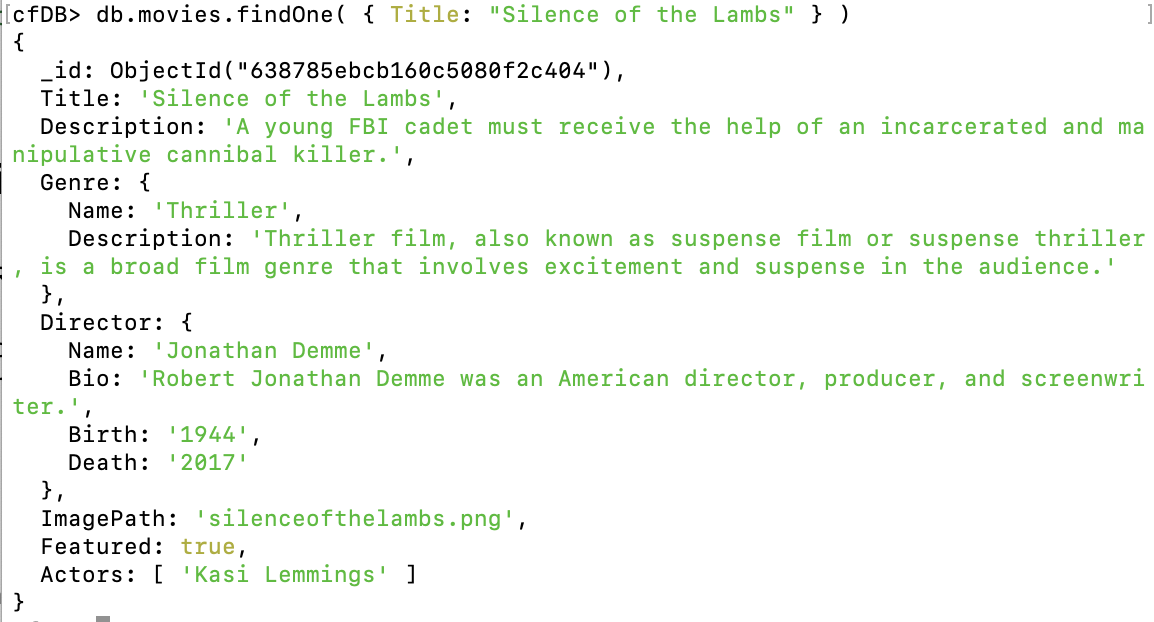 [cfDB> db.movies.findOne( { Title: "Silence of the Lambs" } ) ]
{
  _id: ObjectId("638785ebcb160c5080f2c404"),
  Title: 'Silence of the Lambs',
  Description: 'A young FBI cadet must receive the help of an incarcerated and ma
nipulative cannibal killer.',
  Genre: {
    Name: 'Thriller',
    Description: 'Thriller film, also known as suspense film or suspense thriller
, is a broad film genre that involves excitement and suspense in the audience.'
  },
  Director: {
    Name: 'Jonathan Demme',
    Bio: 'Robert Jonathan Demme was an American director, producer, and screenwri
ter.',
    Birth: '1944',
    Death: '2017'
  },
  ImagePath: 'silenceofthelambs.png',
  Featured: true,
  Actors: [ 'Kasi Lemmings' ]
}